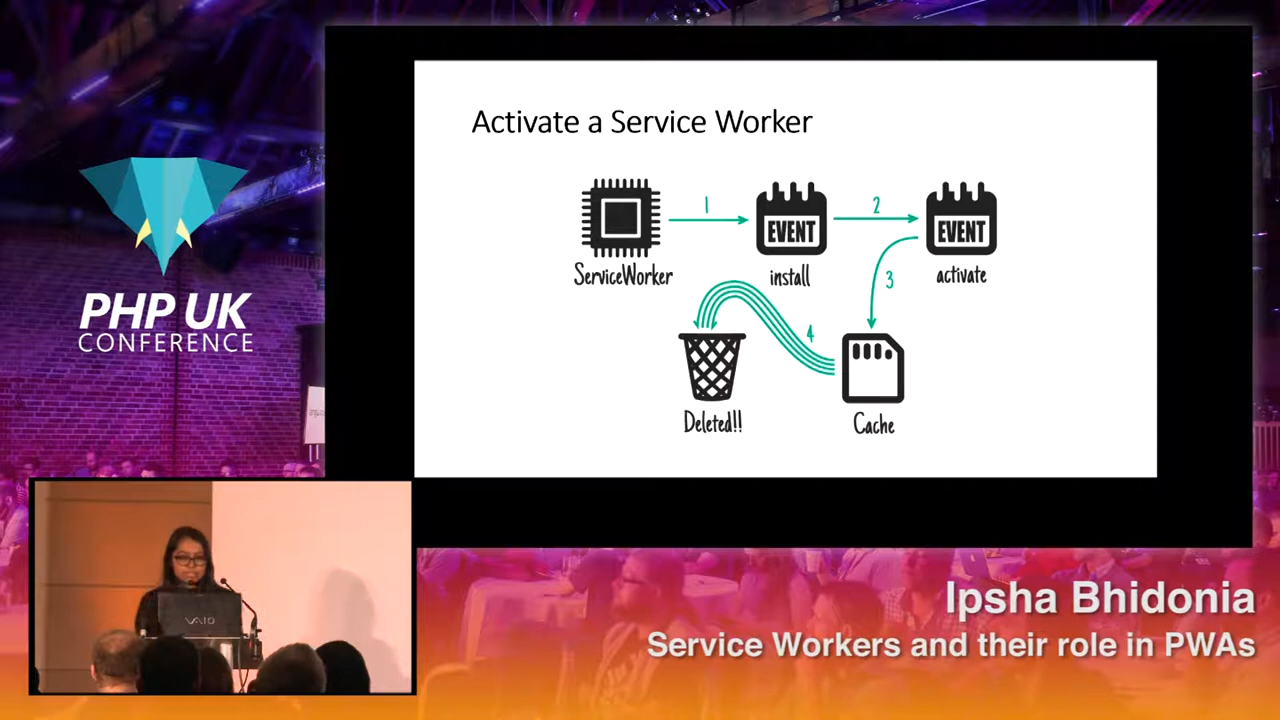 Activate a Service Worker
1
2
EVENT
EVENT
ServiceWorker
install
activate
3
4
Deleted!!
Cache
PHP UK
CONFERENCE
VAIO
Ipsha Bhidonia
Service Workers and their role in PWAs